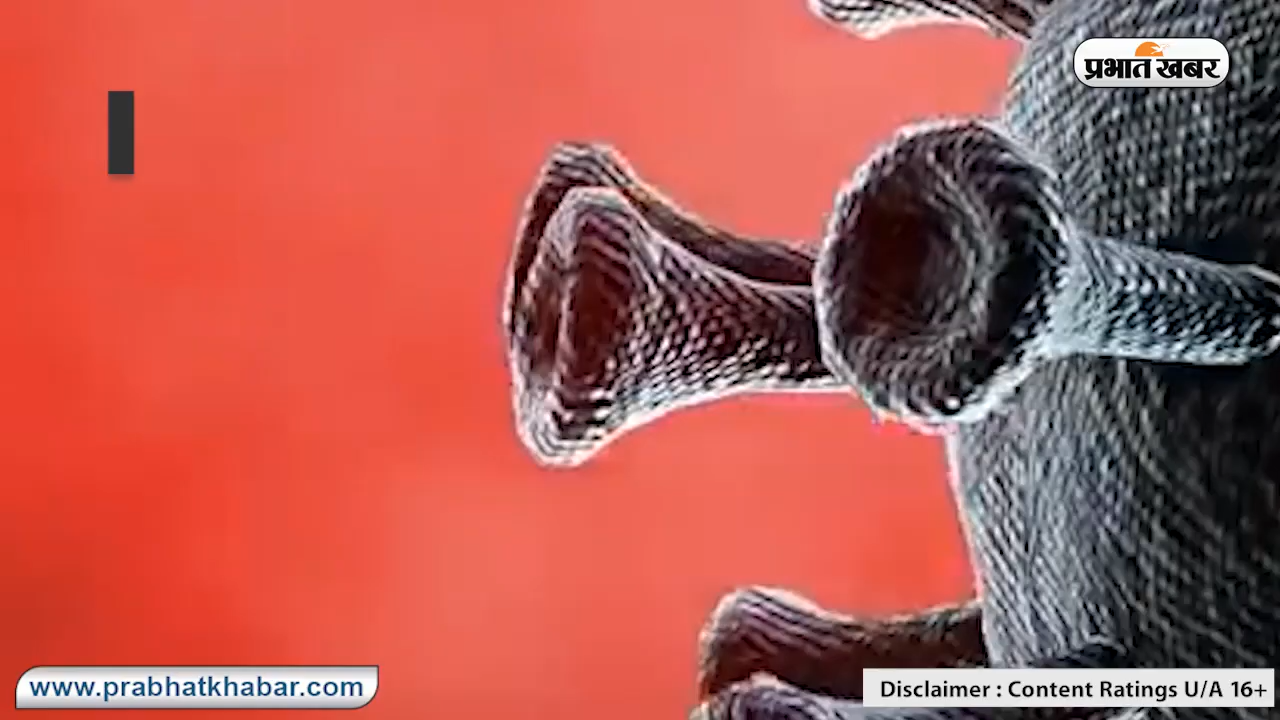 प्रभात खबर
www.prabhatkhabar.com
Disclaimer : Content Ratings U/A 16+